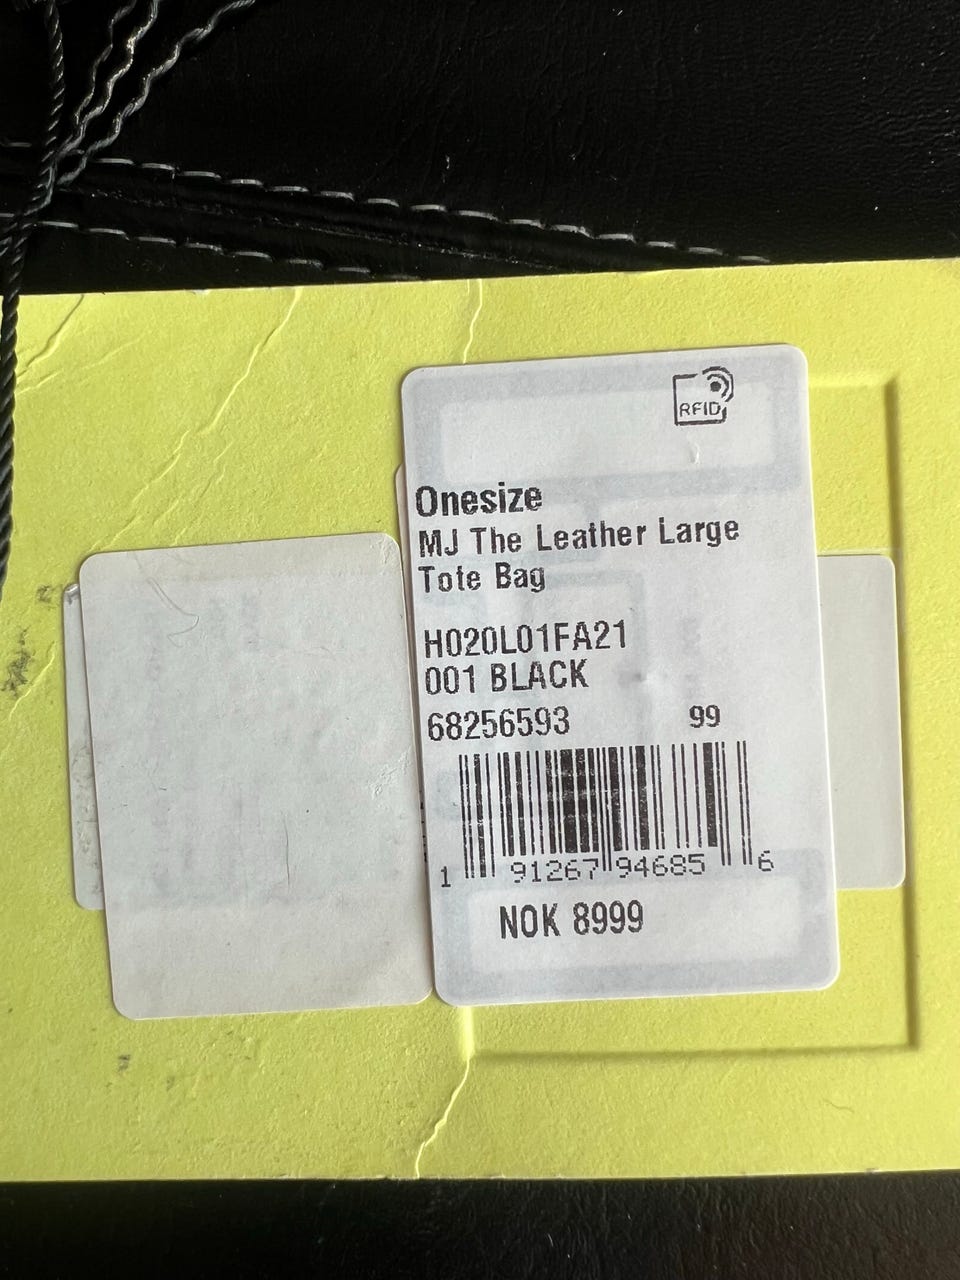 RFID
Onesize
MJ The Leather Large
Tote Bag
H020L01FA21
001 BLACK
68256593 99
1 91267 94685 6
NOK 8999